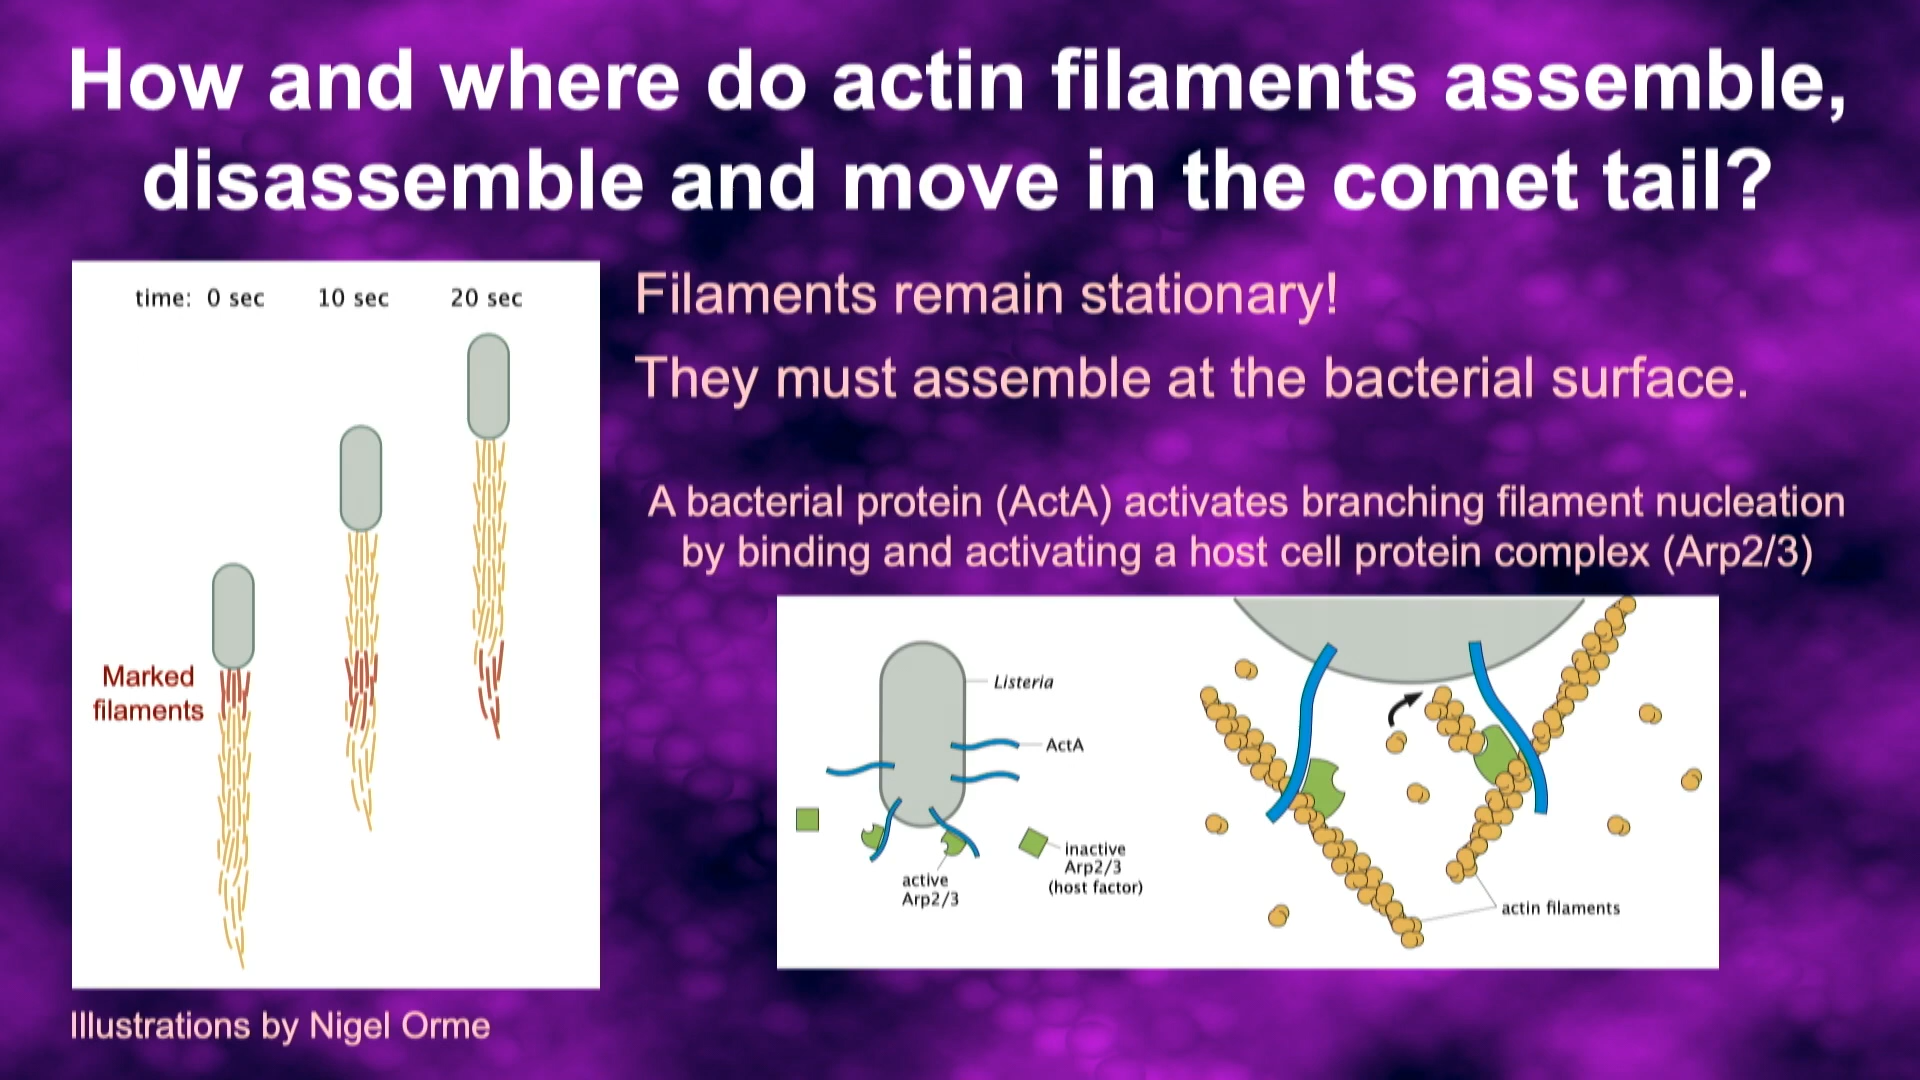 How and where do actin filaments assemble,
disassemble and move in the comet tail?
time: 0 sec 10 sec 20 sec
Marked
filaments
Filaments remain stationary!
They must assemble at the bacterial surface.
A bacterial protein (ActA) activates branching filament nucleation
by binding and activating a host cell protein complex (Arp2/3)
Listeria
ActA
active
Arp2/3
inactive
Arp2/3
(host factor)
actin filaments
Illustrations by Nigel Orme